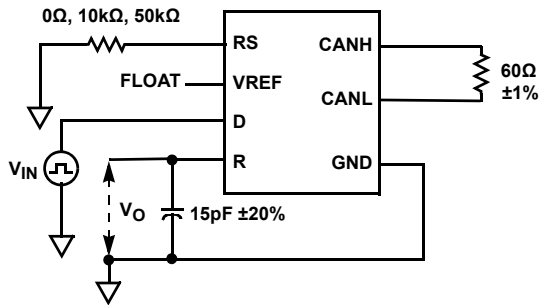 0Ω, 10kΩ, 50kΩ
RS
CANH
FLOAT
VREF
60Ω
±1%
CANL
D
VIN
R
GND
VO
15pF ±20%